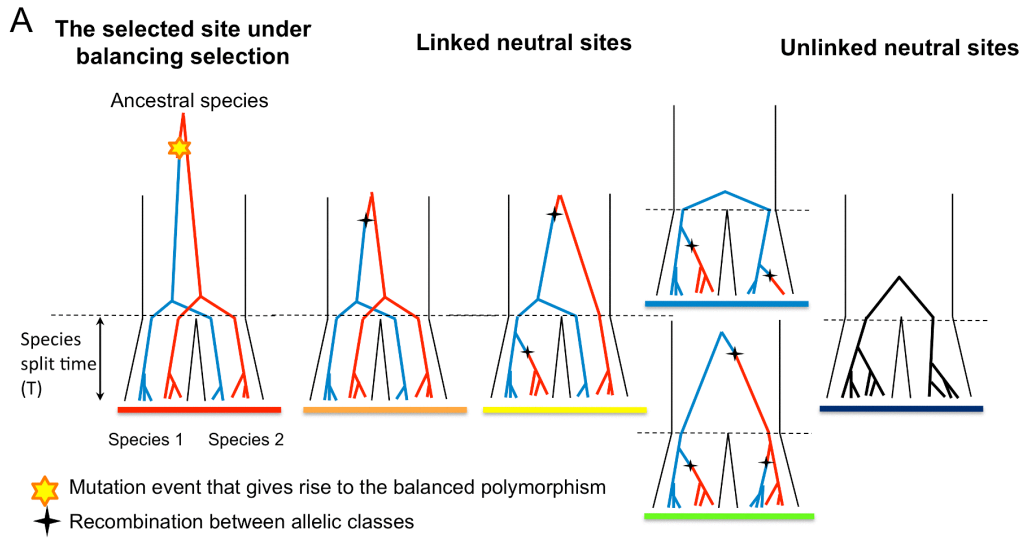 A
The selected site under
balancing selection
Linked neutral sites
Unlinked neutral sites
Ancestral species
Species
split time
(T)
Species 1
Species 2
Mutation event that gives rise to the balanced polymorphism
Recombination between allelic classes